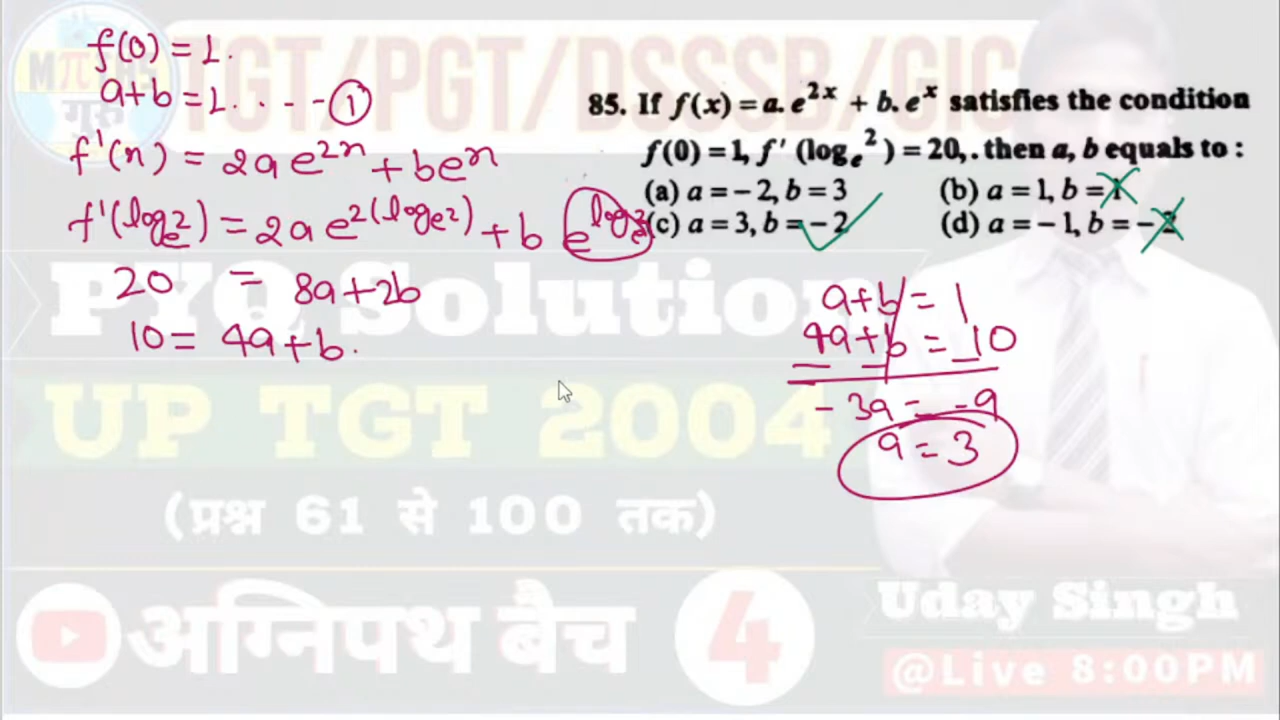 f(0) = 1.
a+b = 1. . - - ①
f'(x) = 2a e^{2x} + be^x
f'(log_e 2) = 2a e^{2(log_e 2)} + b e^{log_e 2}
20 = 8a+2b
10 = 4a+b.
TGT/PGT/DSSSB/GIC
MπTHS
गुरु
85. If f(x) = a. e^{2x} + b. e^x satisfies the condition
f(0) = 1, f' (log_e^2) = 20,. then a, b equals to :
(a) a = – 2, b = 3 (b) a = 1, b = 1
(c) a = 3, b = – 2 (d) a = – 1, b = – 2
a+b = 1
4a+b = 10
- 3a = -9
a = 3
PYQ Solution
UP TGT 2004
(प्रश्न 61 से 100 तक)
अग्निपथ बैच 4
Uday Singh
@Live 8:00PM